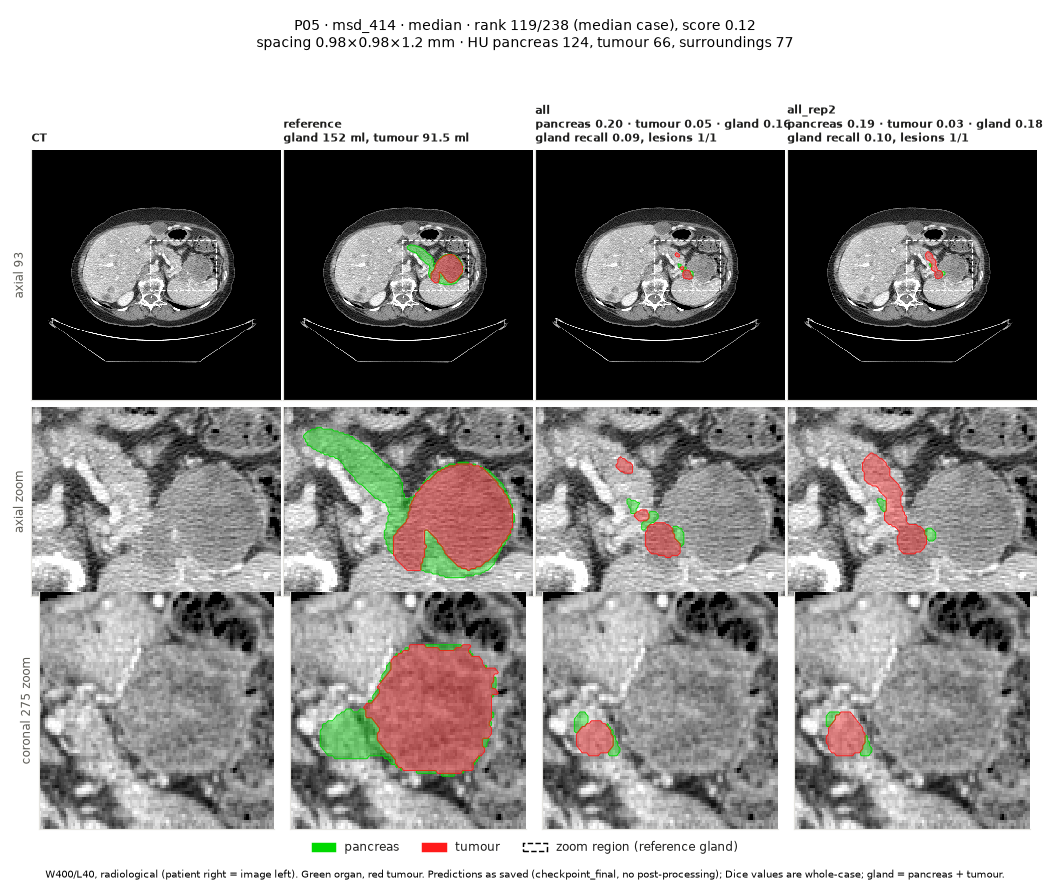 P05 · msd_414 · median · rank 119/238 (median case), score 0.12
spacing 0.98×0.98×1.2 mm · HU pancreas 124, tumour 66, surroundings 77
CT
reference
gland 152 ml, tumour 91.5 ml
all
pancreas 0.20 · tumour 0.05 · gland 0.16
gland recall 0.09, lesions 1/1
all_rep2
pancreas 0.19 · tumour 0.03 · gland 0.18
gland recall 0.10, lesions 1/1
axial 93
axial zoom
coronal 275 zoom
pancreas
tumour
zoom region (reference gland)
W400/L40, radiological (patient right = image left). Green organ, red tumour. Predictions as saved (checkpoint_final, no post-processing); Dice values are whole-case; gland = pancreas + tumour.